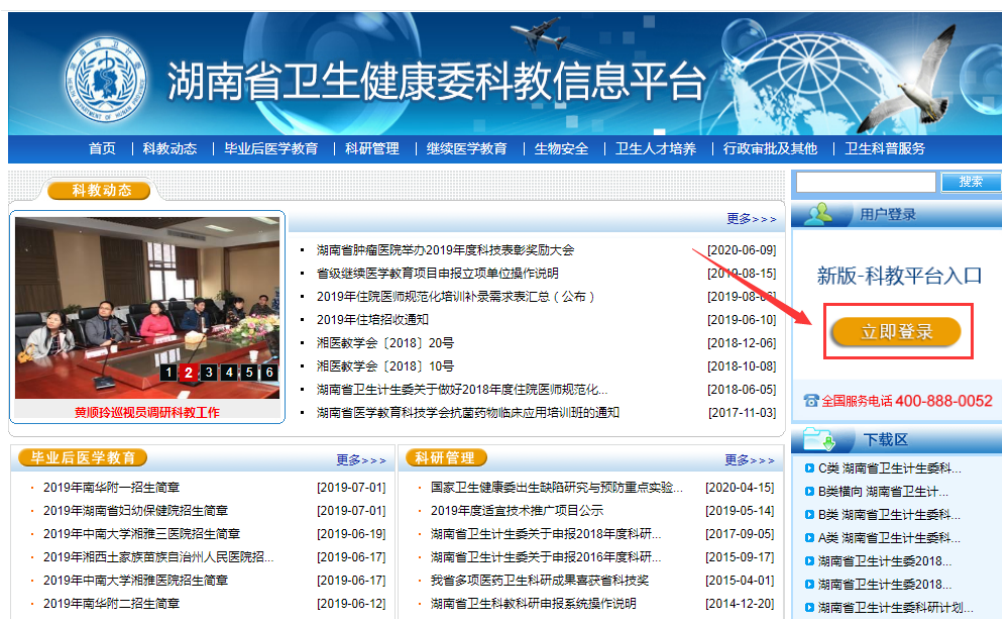 湖南省卫生健康委科教信息平台
首页 | 科教动态 | 毕业后医学教育 | 科研管理 | 继续医学教育 | 生物安全 | 卫生人才培养 | 行政审批及其他 | 卫生科普服务
科教动态
更多>>>
湖南省肿瘤医院举办2019年度科技表彰奖励大会 [2020-06-09]
省级继续医学教育项目申报立项单位操作说明 [2019-08-15]
2019年住院医师规范化培训补录需求表汇总(公布)
2019年住培招收通知 [2019-06-10]
湘医教学会〔2018〕20号 [2018-12-06]
湘医教学会〔2018〕10号 [2018-10-08]
湖南省卫生计生委关于做好2018年度住院医师规范化... [2018-06-05]
湖南省医学教育科技学会抗菌药物临床应用培训班的通知 [2017-11-03]
1 2 3 4 5 6
黄顺玲巡视员调研科教工作
搜索
用户登录
新版-科教平台入口
立即登录
全国服务电话 400-888-0052
毕业后医学教育
更多>>>
2019年南华附一招生简章 [2019-07-01]
2019年湖南省妇幼保健院招生简章 [2019-07-01]
2019年中南大学湘雅三医院招生简章 [2019-06-19]
2019年湘西土家族苗族自治州人民医院招... [2019-06-17]
2019年中南大学湘雅医院招生简章 [2019-06-17]
2019年南华附二招生简章 [2019-06-12]
科研管理
更多>>>
国家卫生健康委出生缺陷研究与预防重点实验... [2020-04-15]
2019年度适宜技术推广项目公示 [2019-05-14]
湖南省卫生计生委关于申报2018年度科研... [2017-09-05]
湖南省卫生计生委关于申报2016年度科研... [2015-09-17]
我省多项医药卫生科研成果喜获省科技奖 [2015-04-01]
湖南省卫生科教科研申报系统操作说明 [2014-12-20]
下载区
C类 湖南省卫生计生委科...
B类横向 湖南省卫生计...
B类 湖南省卫生计生委科...
A类 湖南省卫生计生委科...
湖南省卫生计生委2018...
湖南省卫生计生委2018...
湖南省卫生计生委科研计划...